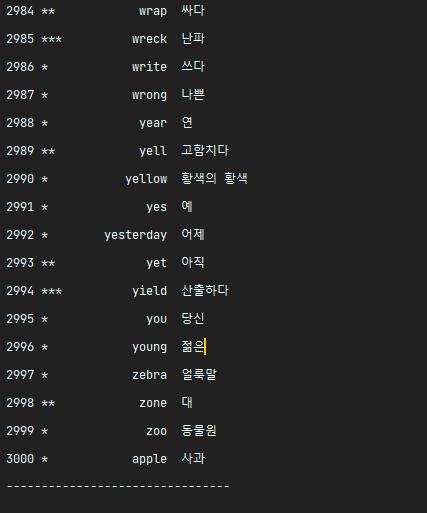 2984 ** wrap 싸다
2985 *** wreck 난파
2986 * write 쓰다
2987 * wrong 나쁜
2988 * year 연
2989 ** yell 고함치다
2990 * yellow 황색의 황색
2991 * yes 예
2992 * yesterday 어제
2993 ** yet 아직
2994 *** yield 산출하다
2995 * you 당신
2996 * young 젊은
2997 * zebra 얼룩말
2998 ** zone 대
2999 * zoo 동물원
3000 * apple 사과
--------------------------------